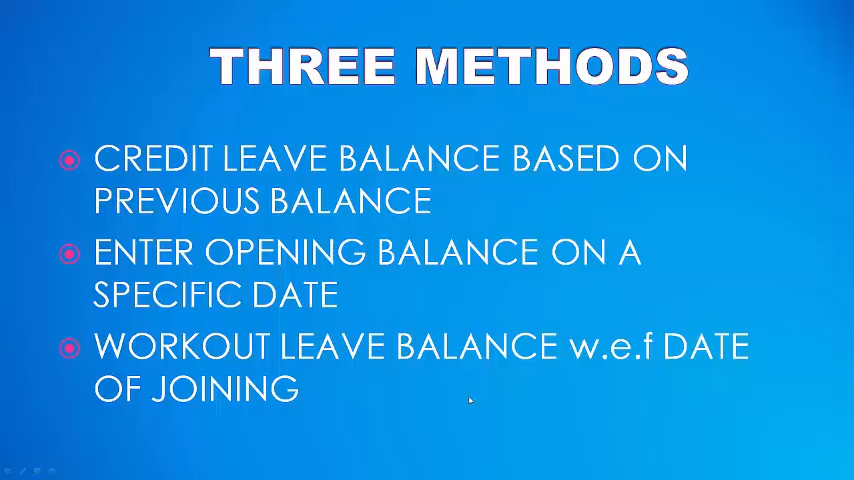 THREE METHODS
CREDIT LEAVE BALANCE BASED ON
PREVIOUS BALANCE
ENTER OPENING BALANCE ON A
SPECIFIC DATE
WORKOUT LEAVE BALANCE w.e.f DATE
OF JOINING